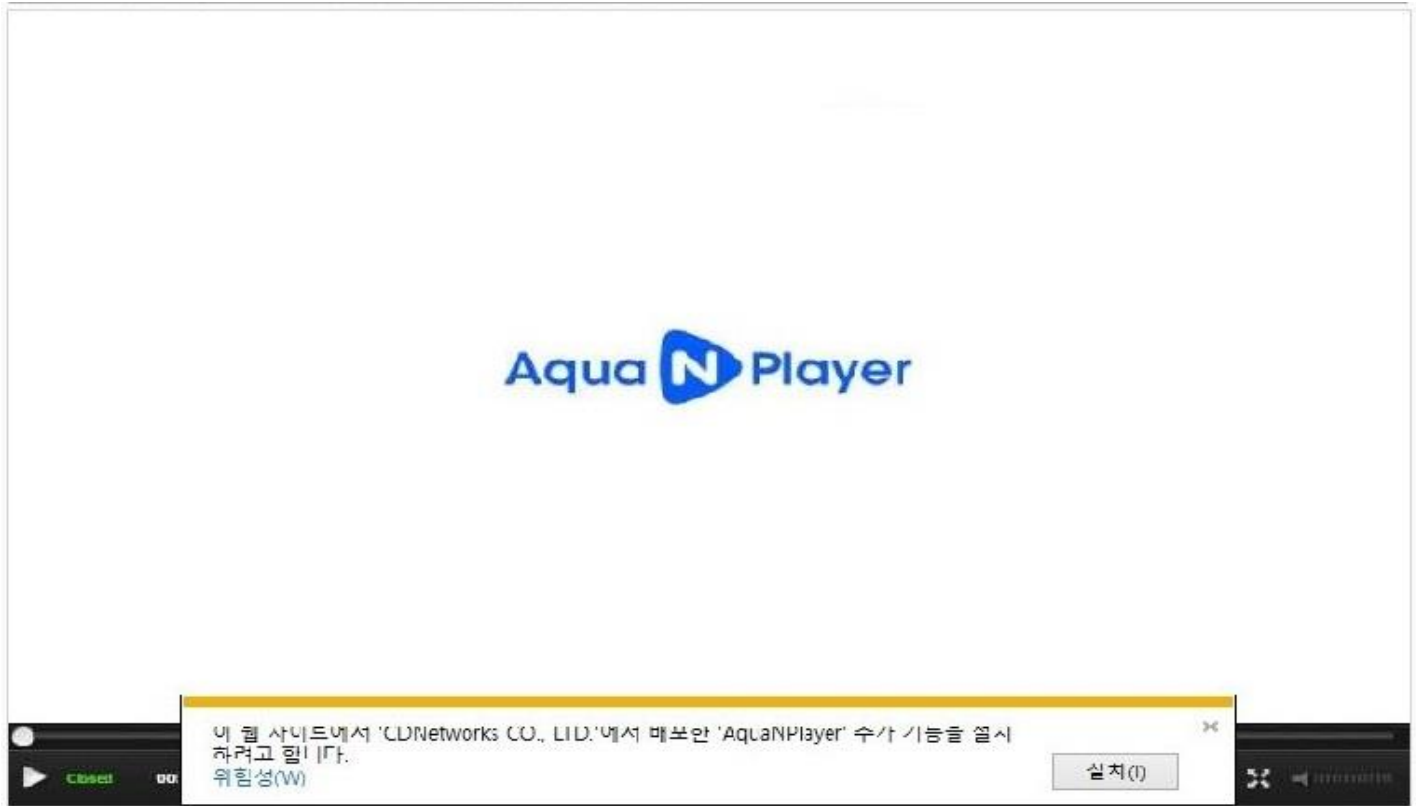 Aqua N Player
이 웹 사이트에서 'CDNetworks CO., LTD.'에서 배포한 'AquaNPlayer' 추가 기능을 설치
하려고 합니다.
위험성(W)
설치(I)
Closed 00: